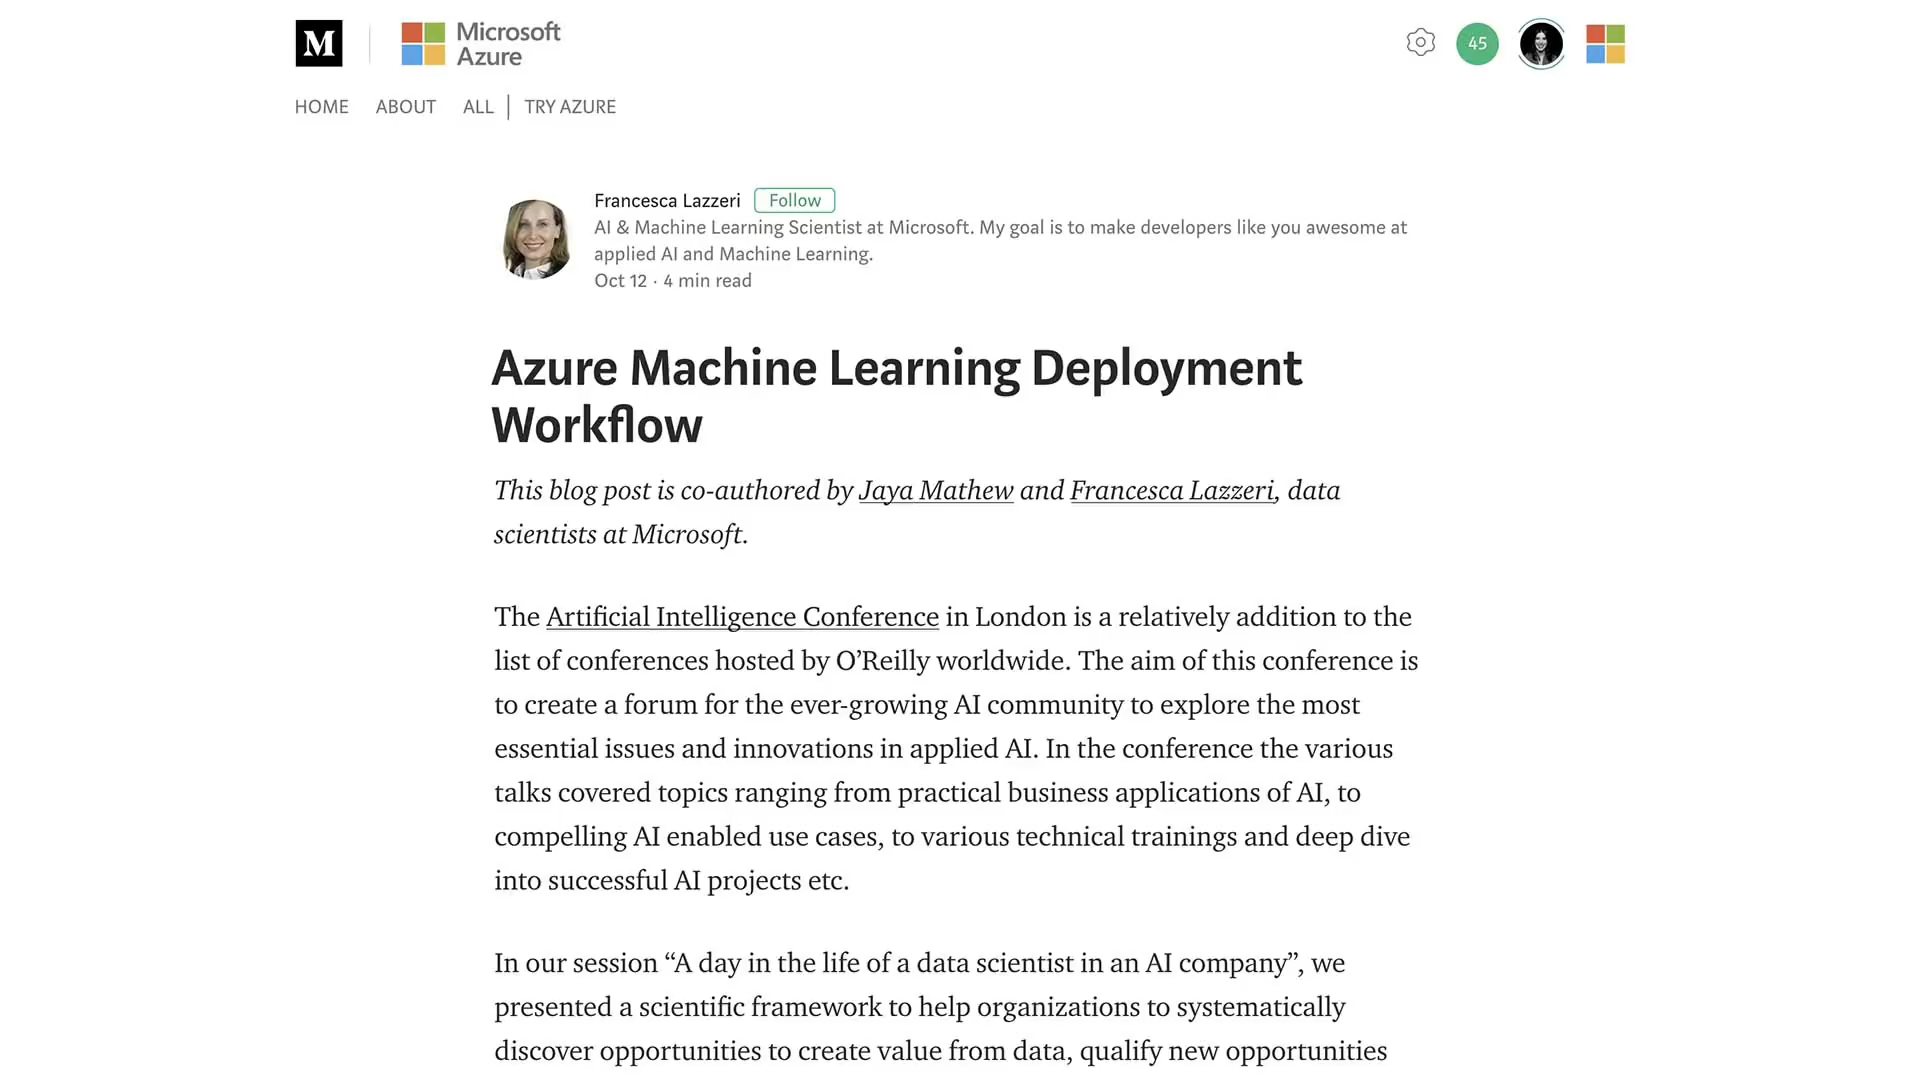 M
Microsoft
Azure
45
HOME ABOUT ALL | TRY AZURE
Francesca Lazzeri Follow
AI & Machine Learning Scientist at Microsoft. My goal is to make developers like you awesome at
applied AI and Machine Learning.
Oct 12 · 4 min read
Azure Machine Learning Deployment
Workflow
This blog post is co-authored by Jaya Mathew and Francesca Lazzeri, data
scientists at Microsoft.
The Artificial Intelligence Conference in London is a relatively addition to the
list of conferences hosted by O’Reilly worldwide. The aim of this conference is
to create a forum for the ever-growing AI community to explore the most
essential issues and innovations in applied AI. In the conference the various
talks covered topics ranging from practical business applications of AI, to
compelling AI enabled use cases, to various technical trainings and deep dive
into successful AI projects etc.
In our session “A day in the life of a data scientist in an AI company”, we
presented a scientific framework to help organizations to systematically
discover opportunities to create value from data, qualify new opportunities